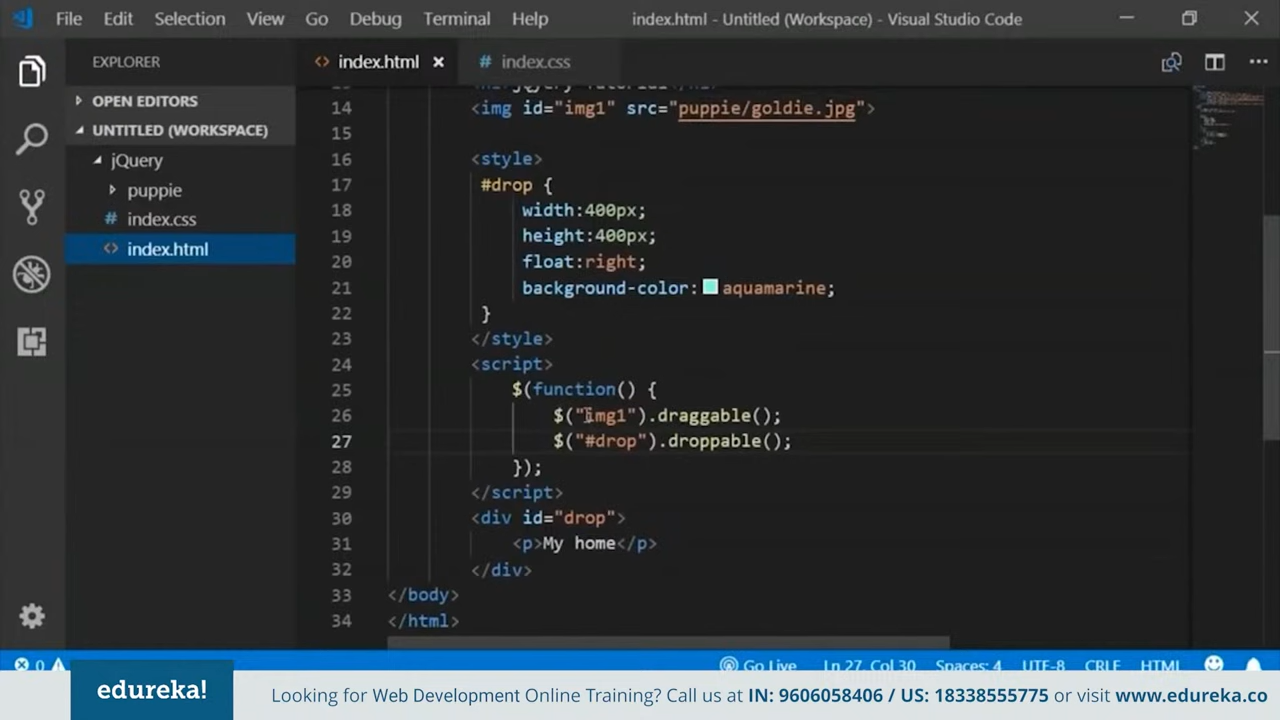 File Edit Selection View Go Debug Terminal Help index.html - Untitled (Workspace) - Visual Studio Code
EXPLORER
OPEN EDITORS
UNTITLED (WORKSPACE)
jQuery
puppie
# index.css
<> index.html
<> index.html ×
# index.css
14 <img id="img1" src="puppie/goldie.jpg">
15
16 <style>
17 #drop {
18 width:400px;
19 height:400px;
20 float:right;
21 background-color: aquamarine;
22 }
23 </style>
24 <script>
25 $(function() {
26 $("img1").draggable();
27 $("#drop").droppable();
28 });
29 </script>
30 <div id="drop">
31 <p>My home</p>
32 </div>
33 </body>
34 </html>
0 Go Live Ln 27, Col 30 Spaces: 4 UTF-8 CRLF HTML
edureka!
Looking for Web Development Online Training? Call us at IN: 9606058406 / US: 18338555775 or visit www.edureka.co